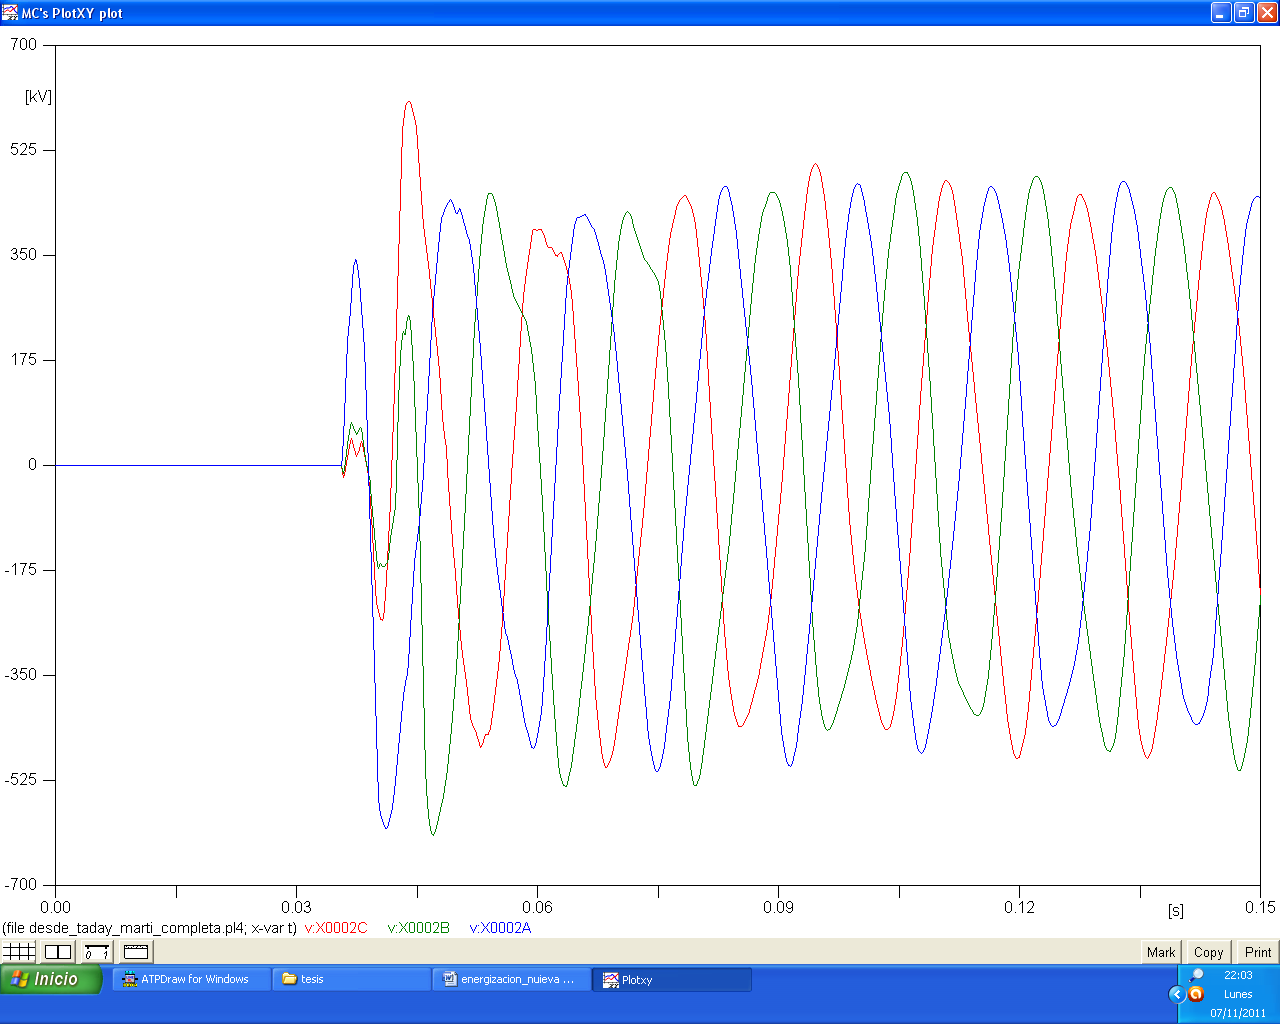 MC's PlotXY plot
700
[kV]
525
350
175
0
-175
-350
-525
-700
0.00 0.03 0.06 0.09 0.12 [s] 0.15
(file desde_taday_marti_completa.pl4; x-var t) v:X0002C v:X0002B v:X0002A
0 1 Mark Copy Print
Inicio ATPDraw for Windows tesis energizacion_nuieva ... Plotxy
22:03
Lunes
07/11/2011